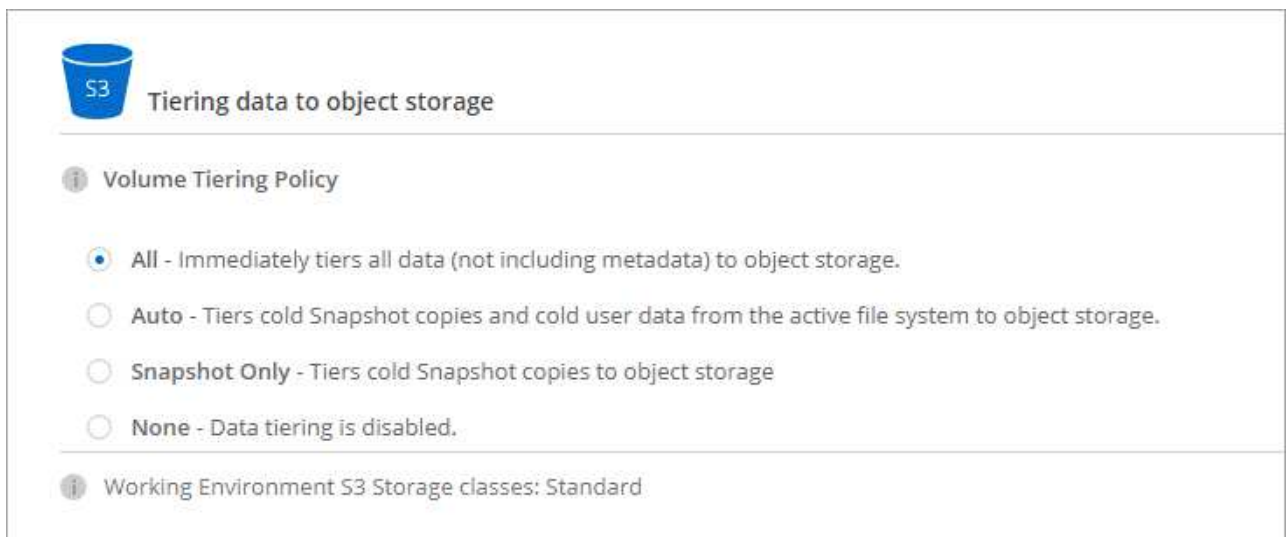 S3
Tiering data to object storage
i
Volume Tiering Policy
All - Immediately tiers all data (not including metadata) to object storage.
Auto - Tiers cold Snapshot copies and cold user data from the active file system to object storage.
Snapshot Only - Tiers cold Snapshot copies to object storage
None - Data tiering is disabled.
i
Working Environment S3 Storage classes: Standard